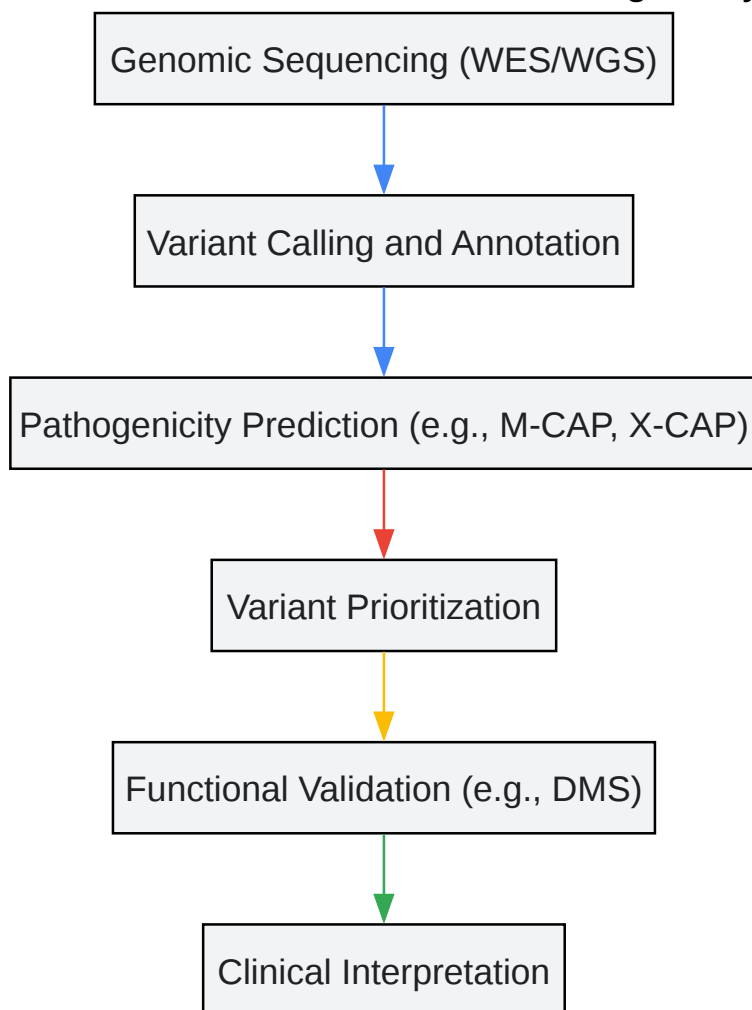 Genomic Sequencing (WES/WGS)
Variant Calling and Annotation
Pathogenicity Prediction (e.g., M-CAP, X-CAP)
Variant Prioritization
Functional Validation (e.g., DMS)
Clinical Interpretation